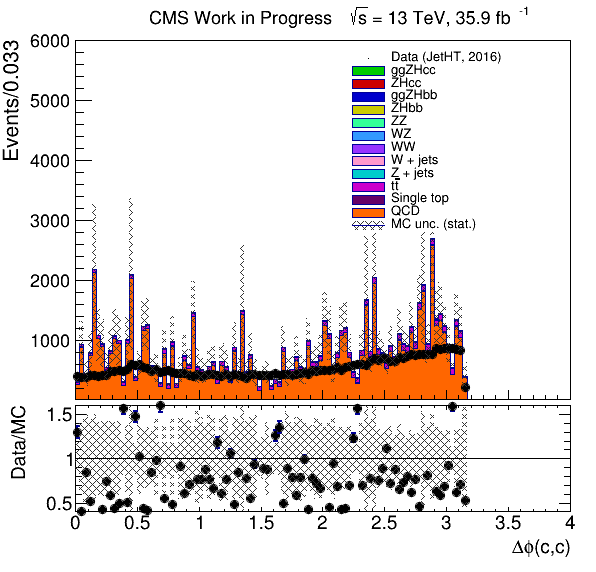 CMS Work in Progress √s = 13 TeV, 35.9 fb⁻¹
Events/0.033
6000
5000
4000
3000
2000
1000
Data (JetHT, 2016)
ggZHcc
ZHcc
ggZHbb
ZHbb
ZZ
WZ
WW
W + jets
Z + jets
tt̅
Single top
QCD
MC unc. (stat.)
Data/MC
1.5
1
0.5
0 0.5 1 1.5 2 2.5 3 3.5 4
Δϕ(c,c)